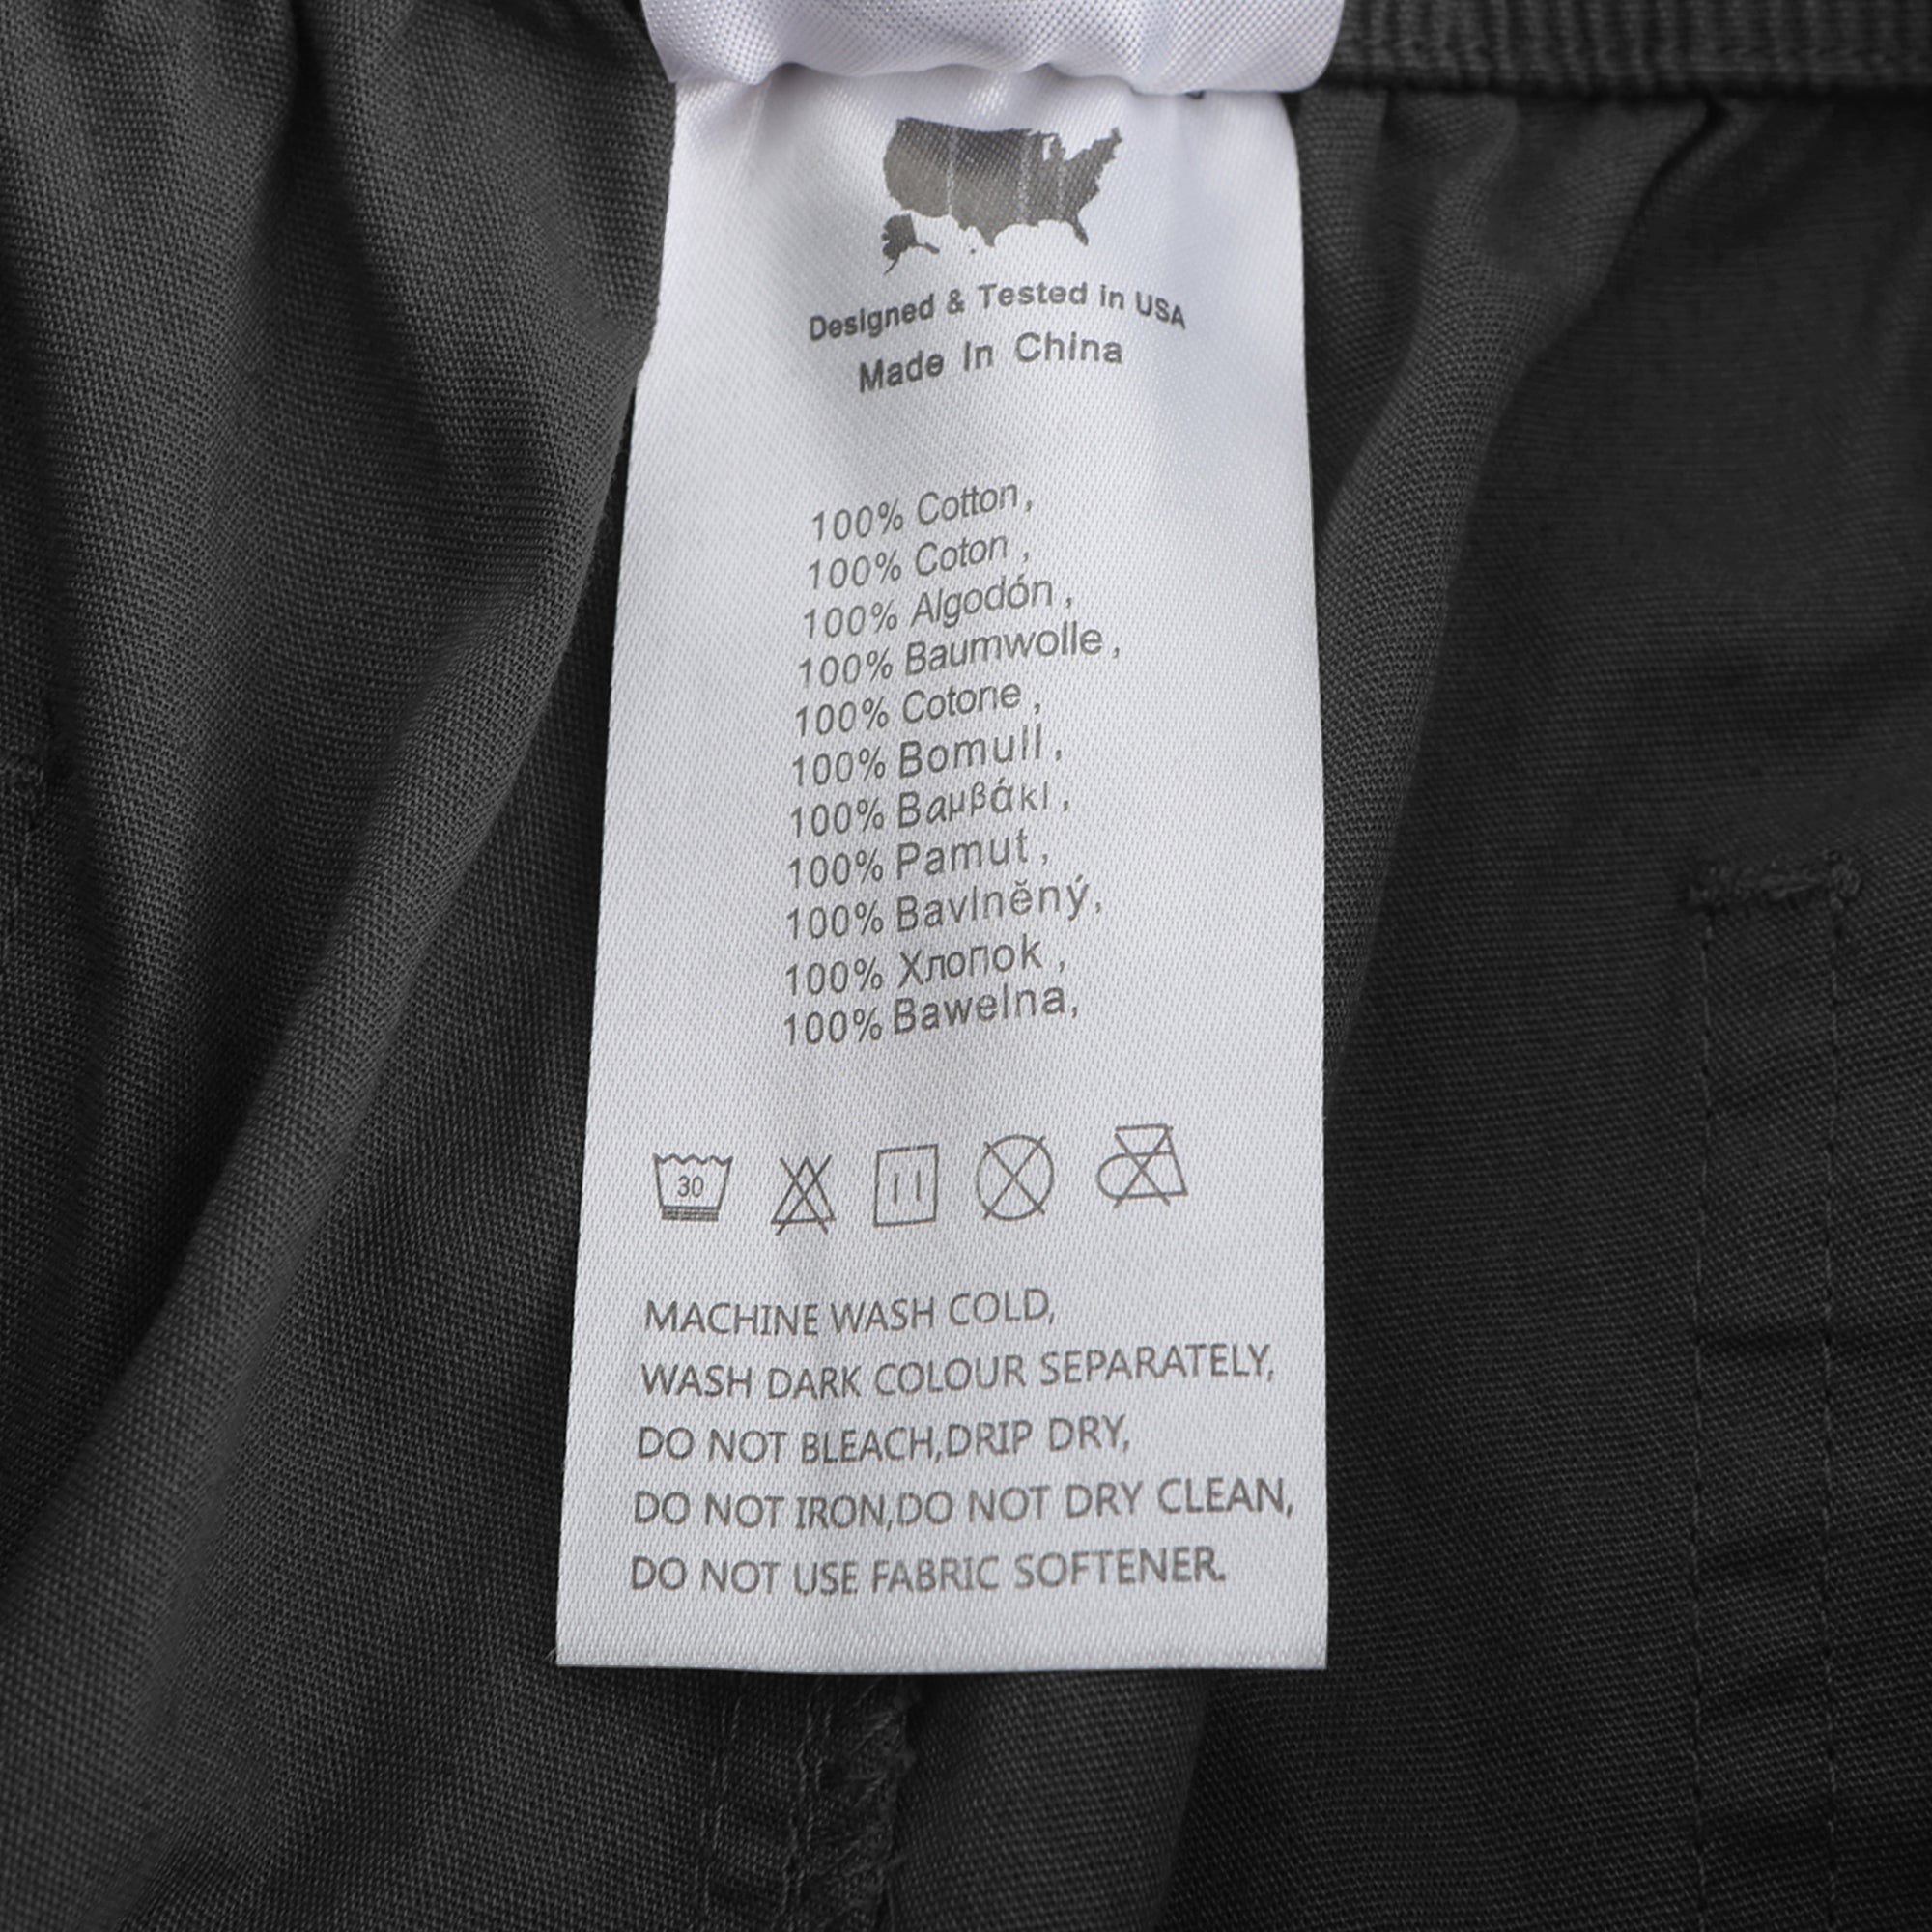 Designed & Tested in USA
Made In China
100% Cotton,
100% Coton ,
100% Algodón ,
100% Baumwolle ,
100% Cotone ,
100% Bomull ,
100% Βαμβάκι ,
100% Pamut ,
100% Bavlněný,
100% Хлопок ,
100% Bawelna,
30
MACHINE WASH COLD,
WASH DARK COLOUR SEPARATELY,
DO NOT BLEACH,DRIP DRY,
DO NOT IRON,DO NOT DRY CLEAN,
DO NOT USE FABRIC SOFTENER.